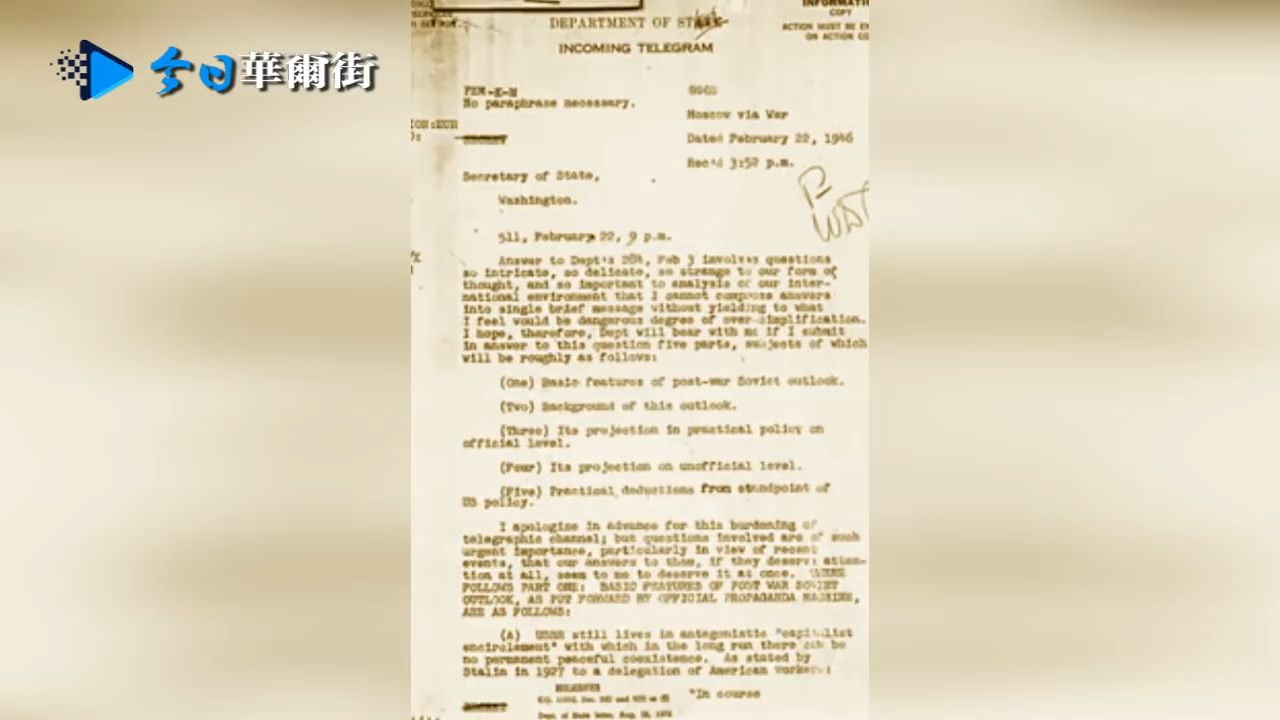 今日華爾街
DEPARTMENT OF STATE
INCOMING TELEGRAM
INFORMATION
COPY
ACTION MUST BE
ON ACTION
No paraphrase necessary.
Moscow via War
Dated February 22, 1946
Rec'd 3:52 p.m.
Secretary of State,
Washington.
511, February 22, 9 p.m.
Answer to Dept's 284, Feb 3 involves questions
so intricate, so delicate, so strange to our form of
thought, and so important to analysis of our inter-
national environment that I cannot compress answers
into single brief message without yielding to what
I feel would be dangerous degree of over-simplification.
I hope, therefore, Dept will bear with me if I submit
in answer to this question five parts, subjects of which
will be roughly as follows:
(One) Basic features of post-war Soviet outlook.
(Two) Background of this outlook.
(Three) Its projection in practical policy on
official level.
(Four) Its projection on unofficial level.
(Five) Practical deductions from standpoint of
US policy.
I apologize in advance for this burdening of
telegraphic channel; but questions involved are of such
urgent importance, particularly in view of recent
events, that our answers to them, if they deserve atten-
tion at all, seem to me to deserve it at once. THERE
FOLLOWS PART ONE: BASIC FEATURES OF POST WAR SOVIET
OUTLOOK, AS PUT FORWARD BY OFFICIAL PROPAGANDA MACHINE,
ARE AS FOLLOWS:
(A) USSR still lives in antagonistic "capitalist
encirclement" with which in the long run there can be
no permanent peaceful coexistence. As stated by
Stalin in 1927 to a delegation of American workers:
"In course